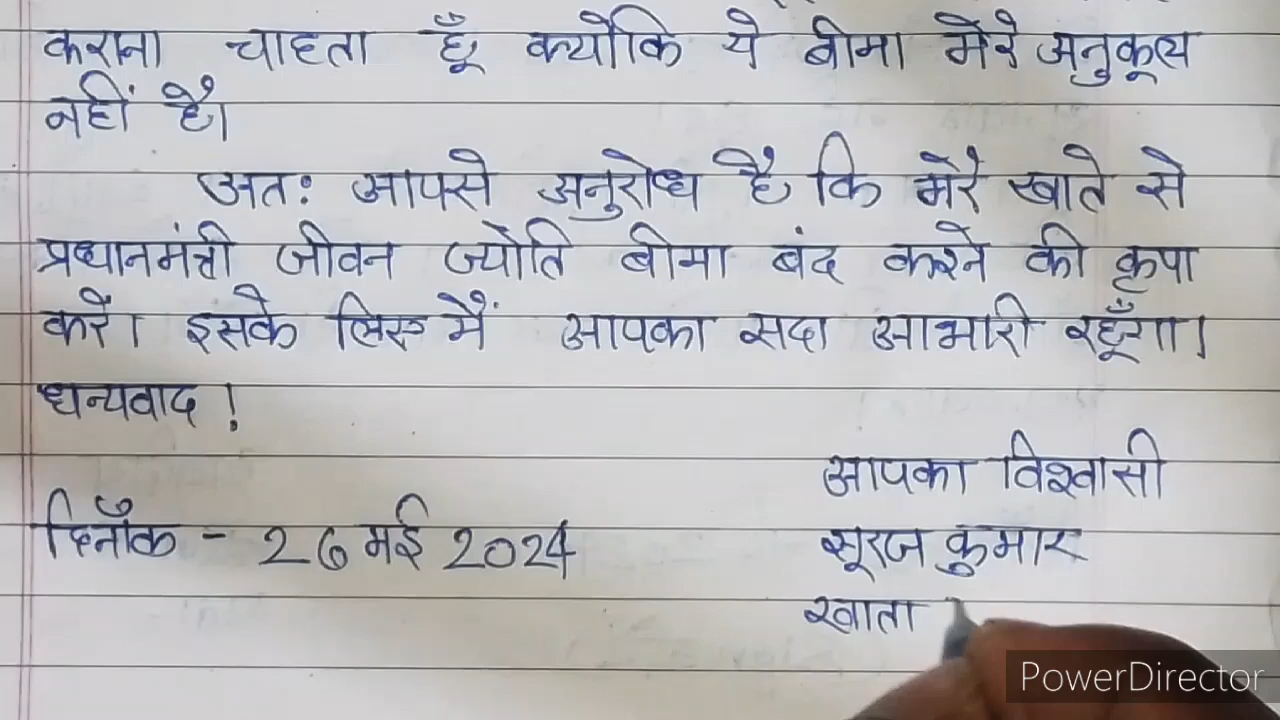 कराना चाहता हूँ क्योंकि ये बीमा मेरे अनुकूल
नहीं है।
अतः आपसे अनुरोध है कि मेरे खाते से
प्रधानमंत्री जीवन ज्योति बीमा बंद करने की कृपा
करें। इसके लिए मैं आपका सदा आभारी रहूँगा।
धन्यवाद !
आपका विश्वासी
दिनाँक - 26 मई 2024
सूरज कुमार
खाता
PowerDirector